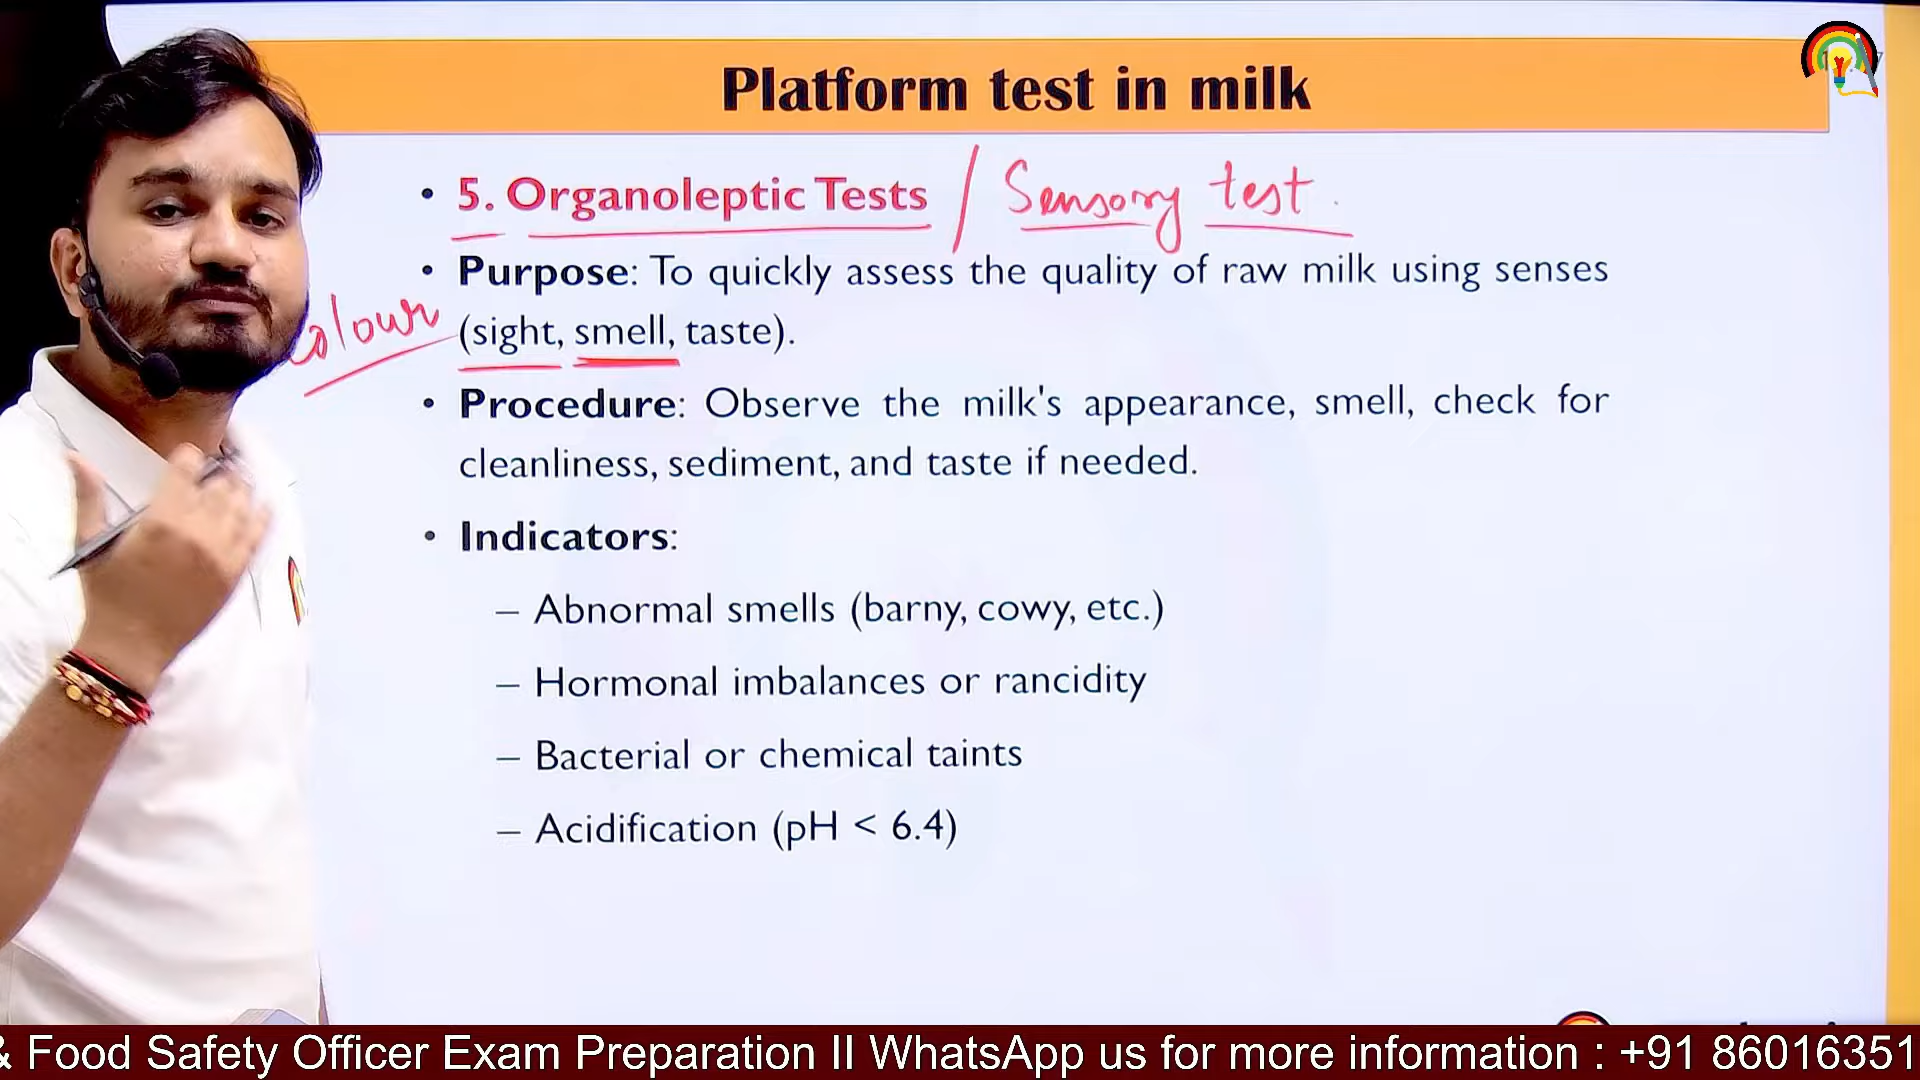 Platform test in milk
• 5. Organoleptic Tests / Sensory test
• Purpose: To quickly assess the quality of raw milk using senses
colour (sight, smell, taste).
• Procedure: Observe the milk's appearance, smell, check for
cleanliness, sediment, and taste if needed.
• Indicators:
– Abnormal smells (barny, cowy, etc.)
– Hormonal imbalances or rancidity
– Bacterial or chemical taints
– Acidification (pH < 6.4)
& Food Safety Officer Exam Preparation II WhatsApp us for more information : +91 86016351